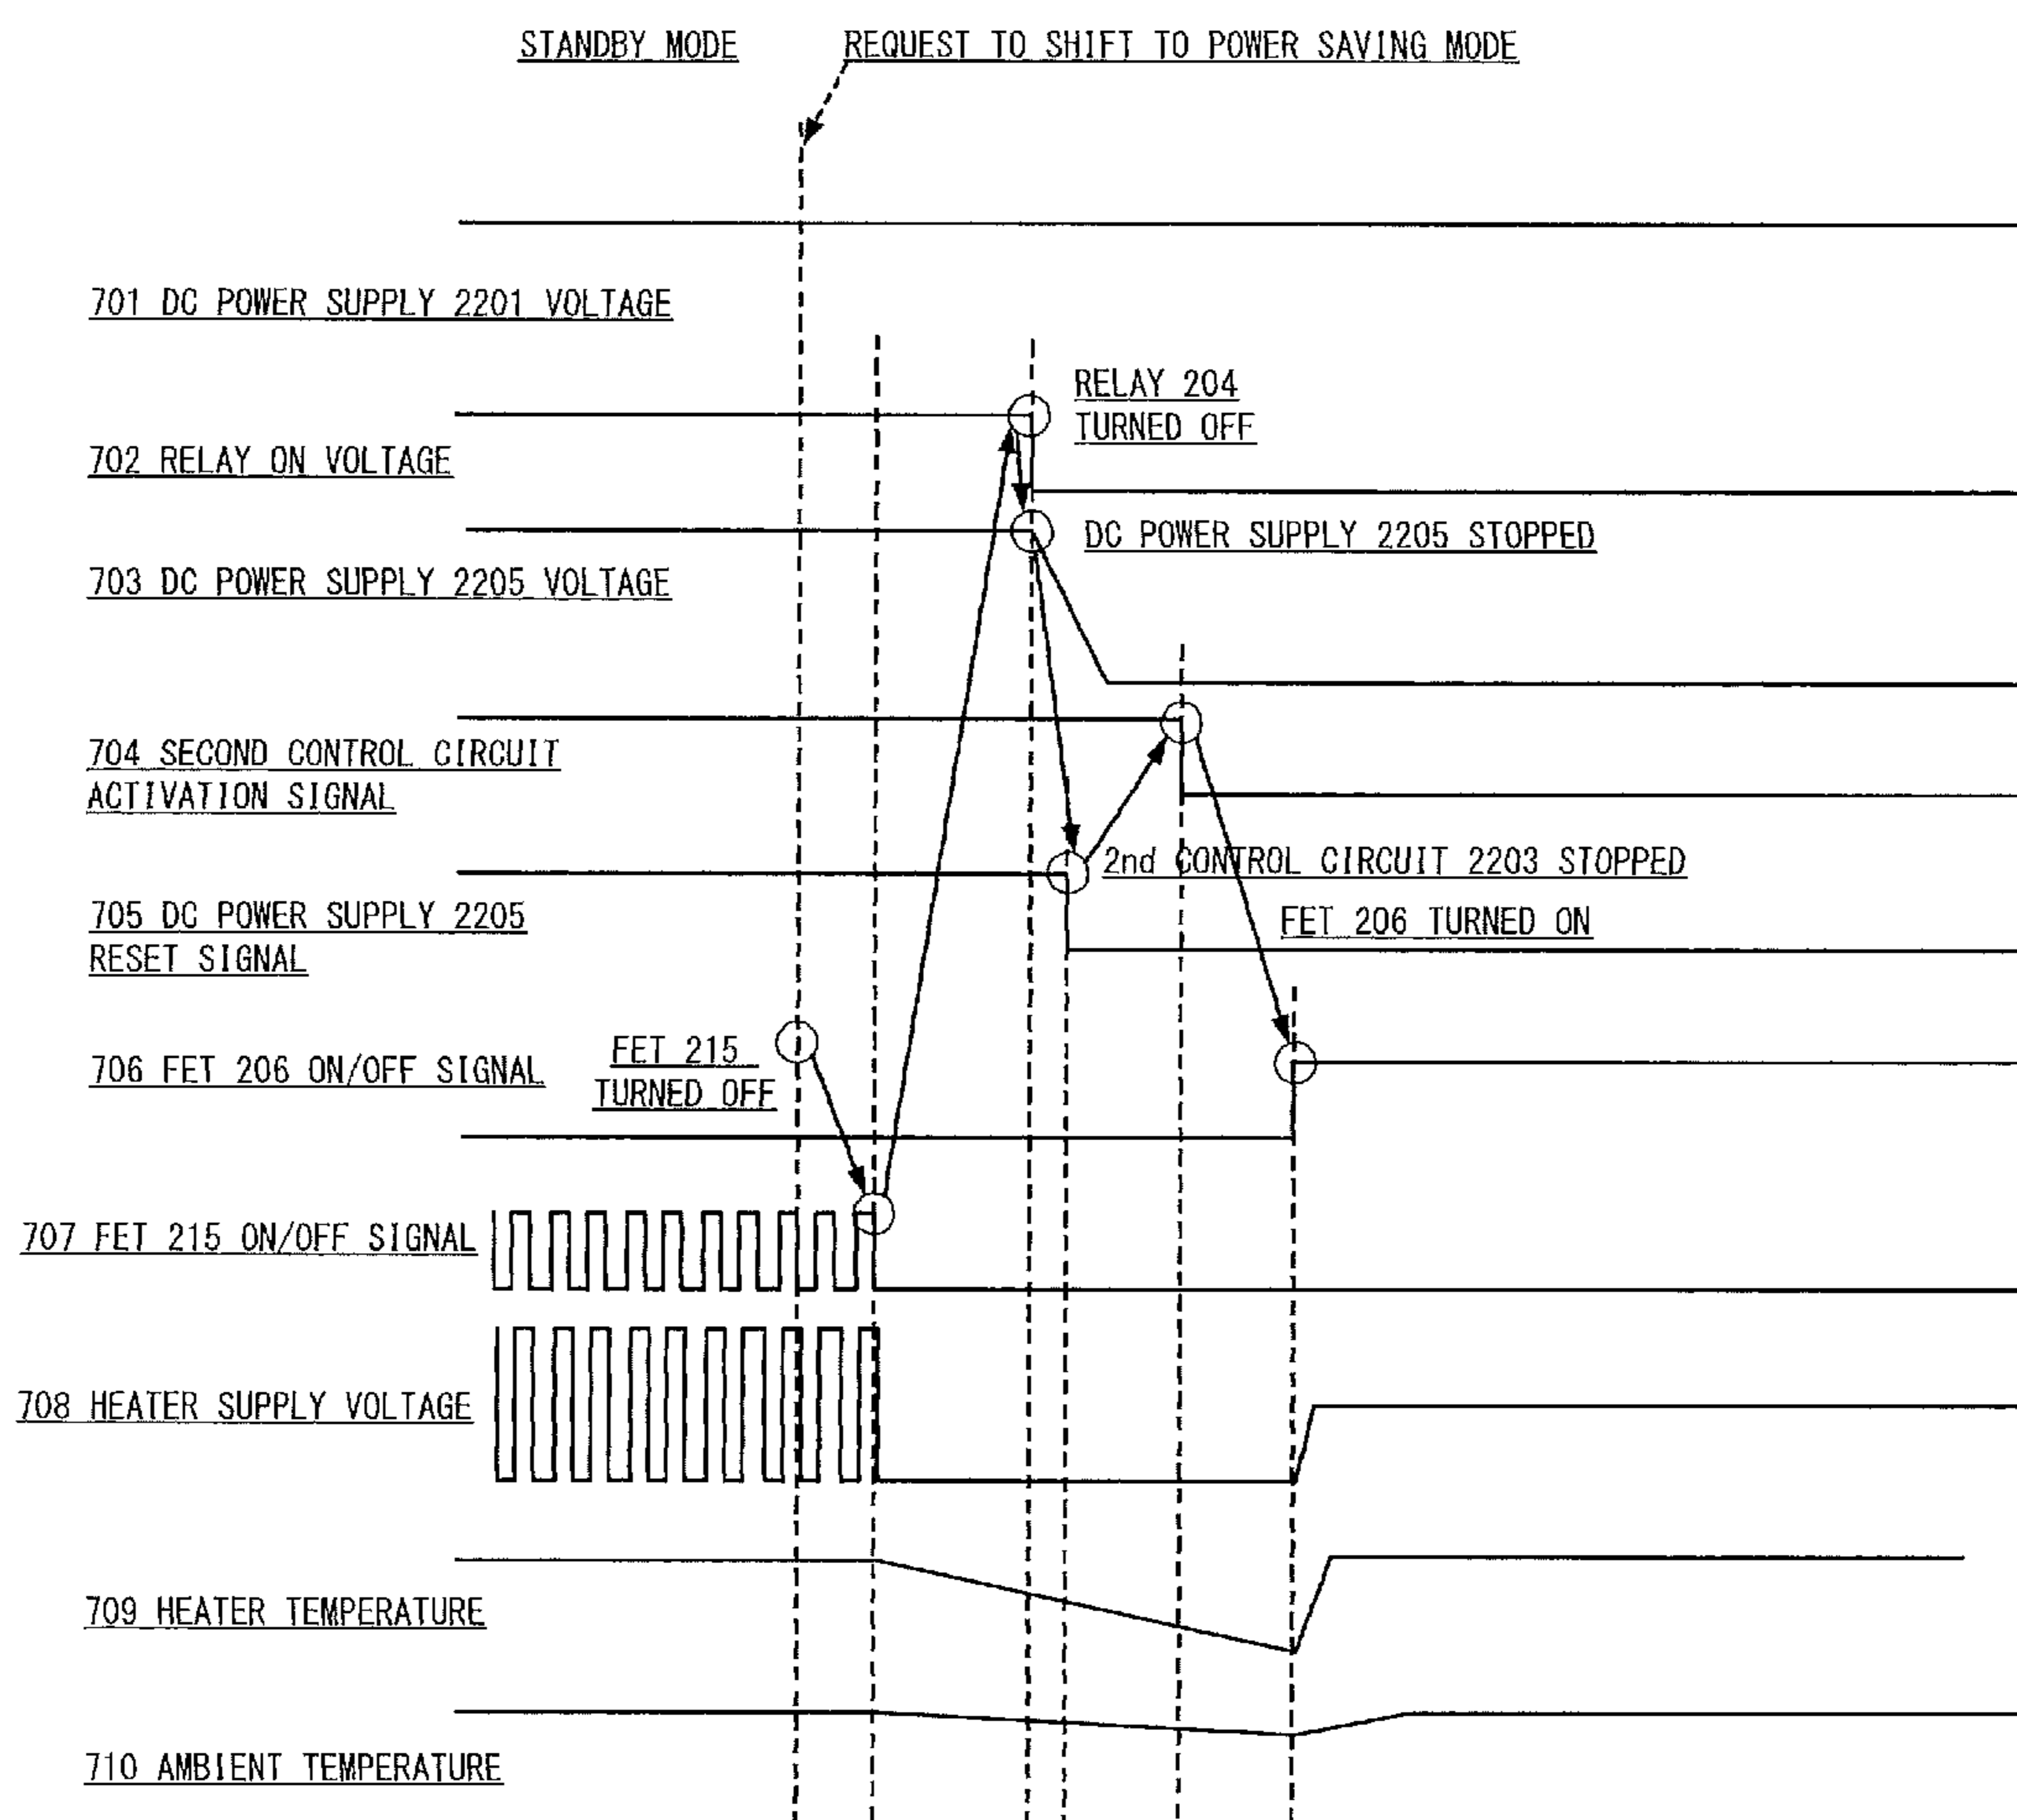 STANDBY MODE
REQUEST TO SHIFT TO POWER SAVING MODE
701 DC POWER SUPPLY 2201 VOLTAGE
RELAY 204
TURNED OFF
702 RELAY ON VOLTAGE
DC POWER SUPPLY 2205 STOPPED
703 DC POWER SUPPLY 2205 VOLTAGE
704 SECOND CONTROL CIRCUIT
ACTIVATION SIGNAL
2nd CONTROL CIRCUIT 2203 STOPPED
705 DC POWER SUPPLY 2205
RESET SIGNAL
FET 206 TURNED ON
706 FET 206 ON/OFF SIGNAL
FET 215
TURNED OFF
707 FET 215 ON/OFF SIGNAL
708 HEATER SUPPLY VOLTAGE
709 HEATER TEMPERATURE
710 AMBIENT TEMPERATURE